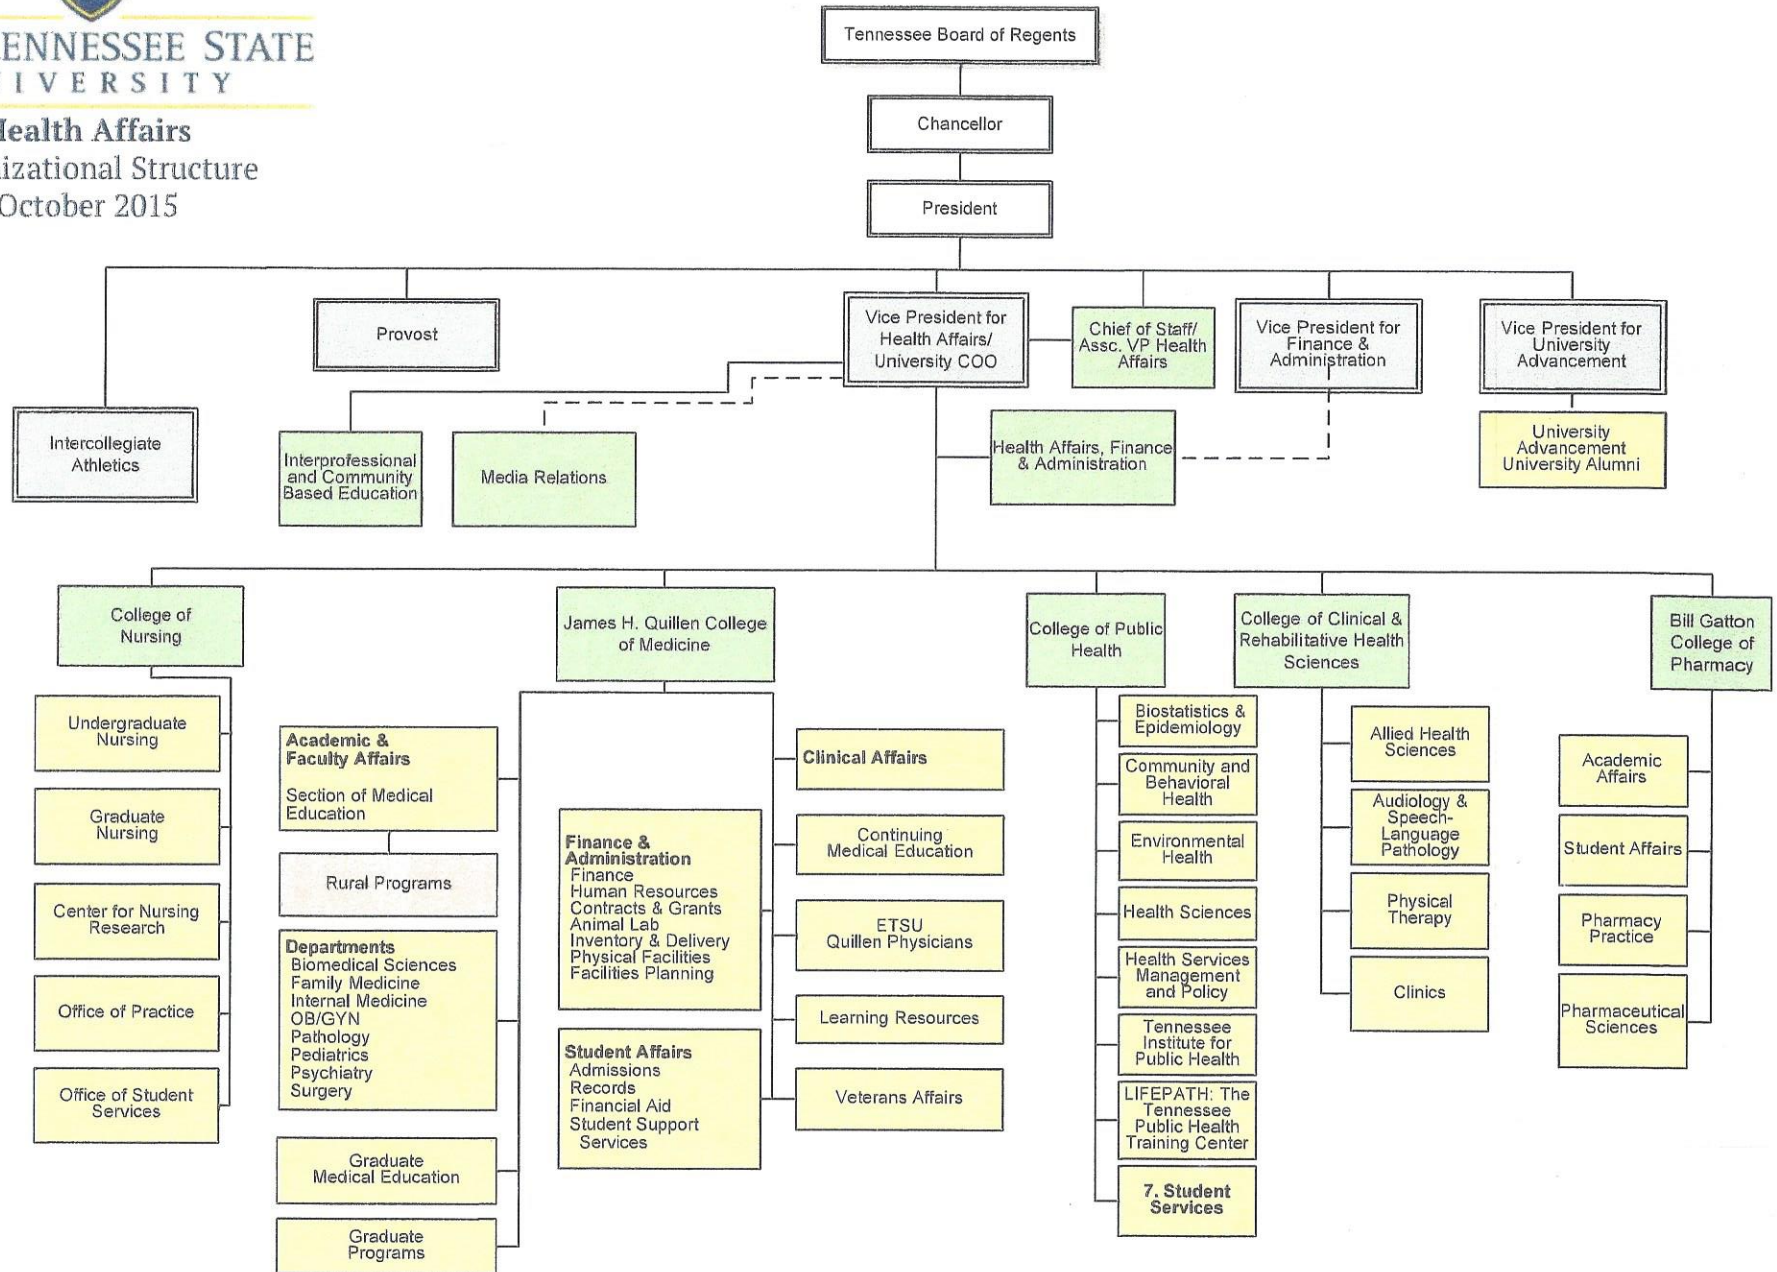 ENNESSEE STATE
IVERSITY
Health Affairs
izational Structure
October 2015
Tennessee Board of Regents
Chancellor
President
Provost
Vice President for
Health Affairs/
University COO
Chief of Staff/
Assc. VP Health
Affairs
Vice President for
Finance &
Administration
Vice President for
University
Advancement
Intercollegiate
Athletics
Interprofessional
and Community
Based Education
Media Relations
Health Affairs, Finance
& Administration
University
Advancement
University Alumni
College of
Nursing
James H. Quillen College
of Medicine
College of Public
Health
College of Clinical &
Rehabilitative Health
Sciences
Bill Gatton
College of
Pharmacy
Undergraduate
Nursing
Graduate
Nursing
Center for Nursing
Research
Office of Practice
Office of Student
Services
Academic &
Faculty Affairs
Section of Medical
Education
Rural Programs
Departments
Biomedical Sciences
Family Medicine
Internal Medicine
OB/GYN
Pathology
Pediatrics
Psychiatry
Surgery
Graduate
Medical Education
Graduate
Programs
Finance &
Administration
Finance
Human Resources
Contracts & Grants
Animal Lab
Inventory & Delivery
Physical Facilities
Facilities Planning
Student Affairs
Admissions
Records
Financial Aid
Student Support
Services
Clinical Affairs
Continuing
Medical Education
ETSU
Quillen Physicians
Learning Resources
Veterans Affairs
Biostatistics &
Epidemiology
Community and
Behavioral
Health
Environmental
Health
Health Sciences
Health Services
Management
and Policy
Tennessee
Institute for
Public Health
LIFEPATH: The
Tennessee
Public Health
Training Center
7. Student
Services
Allied Health
Sciences
Audiology &
Speech-
Language
Pathology
Physical
Therapy
Clinics
Academic
Affairs
Student Affairs
Pharmacy
Practice
Pharmaceutical
Sciences